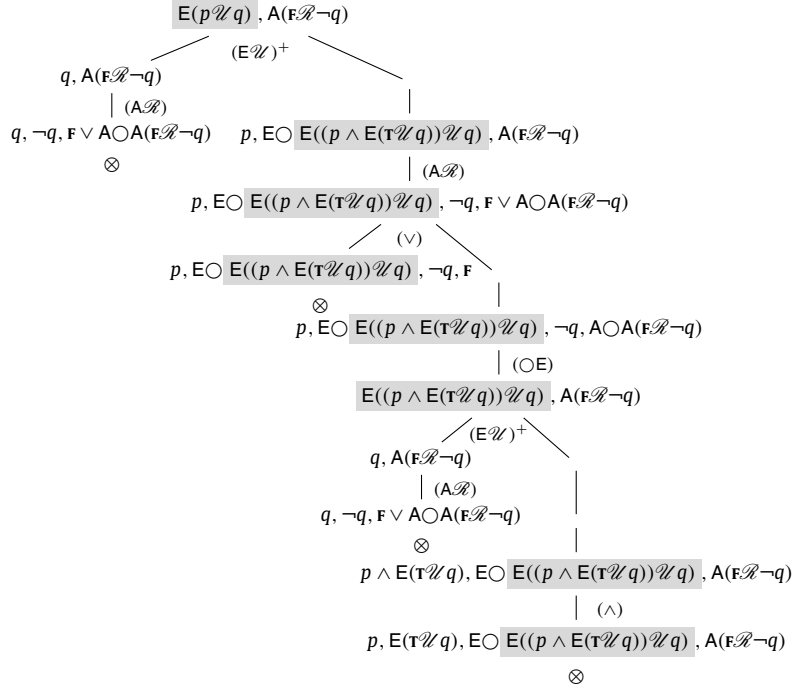 E(p𝒰q), A(Fℛ¬q)
(E𝒰)⁺
q, A(Fℛ¬q)
(Aℛ)
q, ¬q, F ∨ A○A(Fℛ¬q)
⊗
p, E○E((p ∧ E(T𝒰q))𝒰q), A(Fℛ¬q)
(Aℛ)
p, E○E((p ∧ E(T𝒰q))𝒰q), ¬q, F ∨ A○A(Fℛ¬q)
(∨)
p, E○E((p ∧ E(T𝒰q))𝒰q), ¬q, F
⊗
p, E○E((p ∧ E(T𝒰q))𝒰q), ¬q, A○A(Fℛ¬q)
(○E)
E((p ∧ E(T𝒰q))𝒰q), A(Fℛ¬q)
(E𝒰)⁺
q, A(Fℛ¬q)
(Aℛ)
q, ¬q, F ∨ A○A(Fℛ¬q)
⊗
p ∧ E(T𝒰q), E○E((p ∧ E(T𝒰q))𝒰q), A(Fℛ¬q)
(∧)
p, E(T𝒰q), E○E((p ∧ E(T𝒰q))𝒰q), A(Fℛ¬q)
⊗